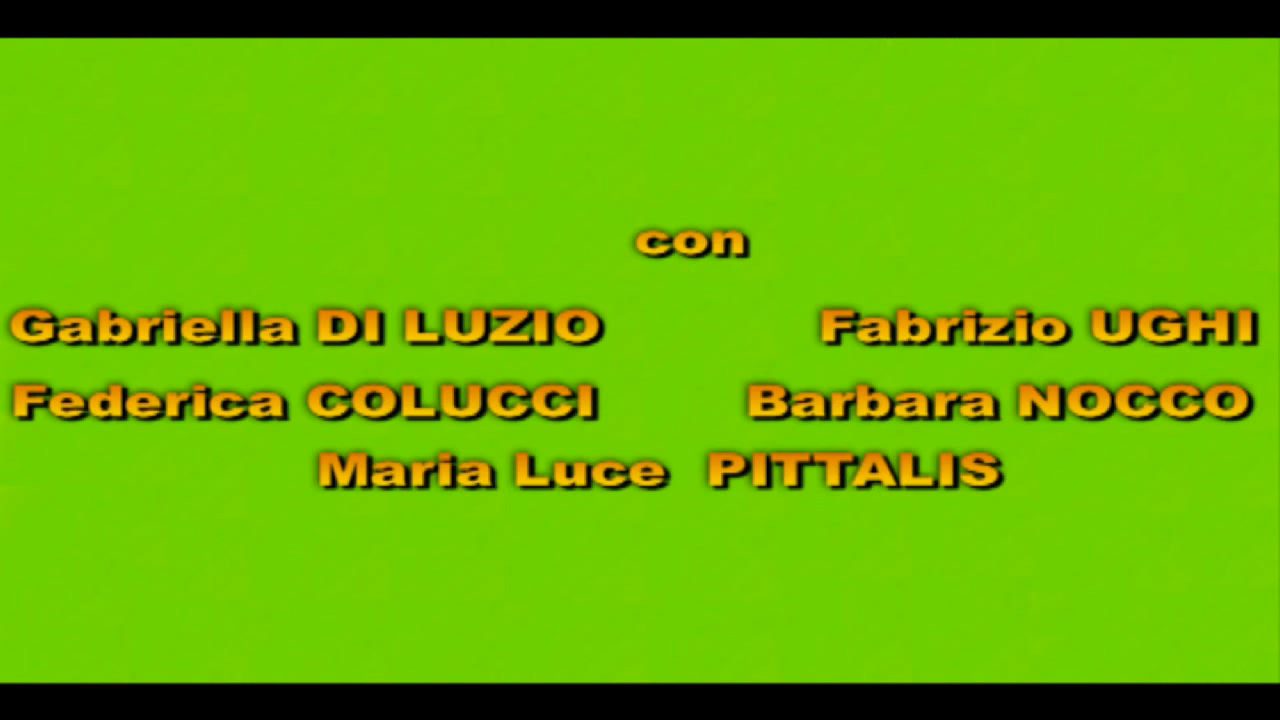 con
Gabriella DI LUZIO Fabrizio UGHI
Federica COLUCCI Barbara NOCCO
Maria Luce PITTALIS